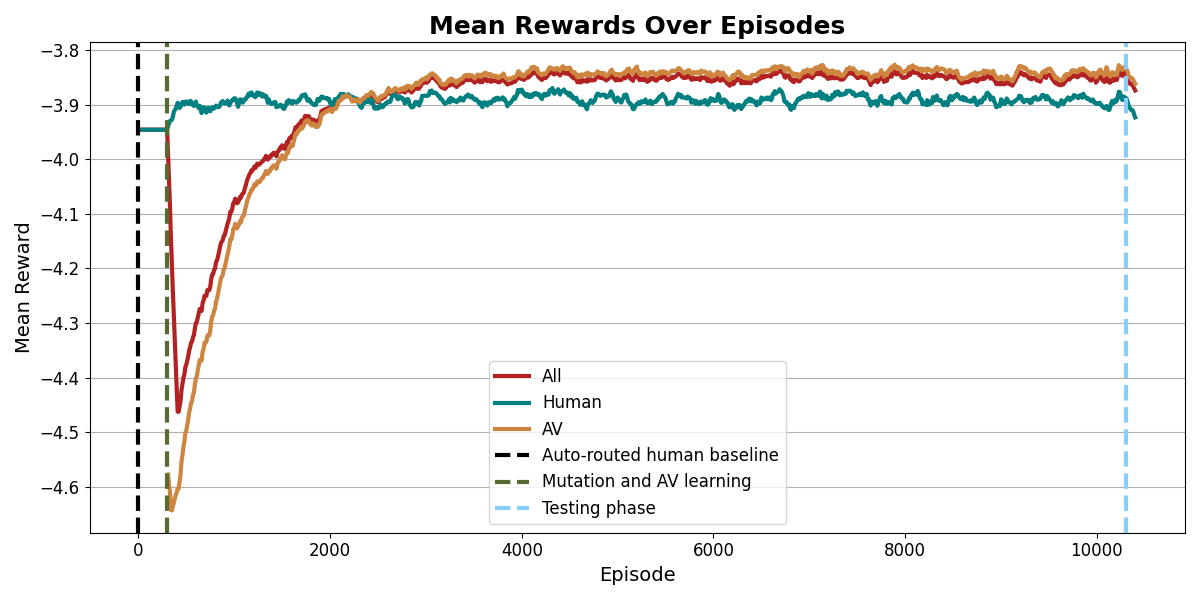 Mean Rewards Over Episodes
Mean Reward
−3.8
−3.9
−4.0
−4.1
−4.2
−4.3
−4.4
−4.5
−4.6
All
Human
AV
Auto-routed human baseline
Mutation and AV learning
Testing phase
0 2000 4000 6000 8000 10000
Episode